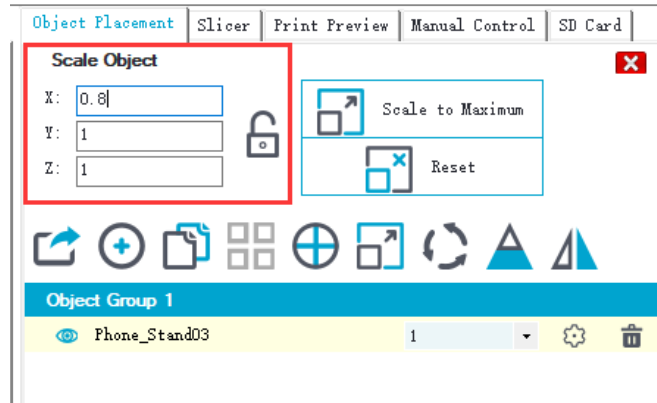 Object Placement Slicer Print Preview Manual Control SD Card
Scale Object
X: 0.8
Y: 1
Z: 1
Scale to Maximum
Reset
Object Group 1
Phone_Stand03 1